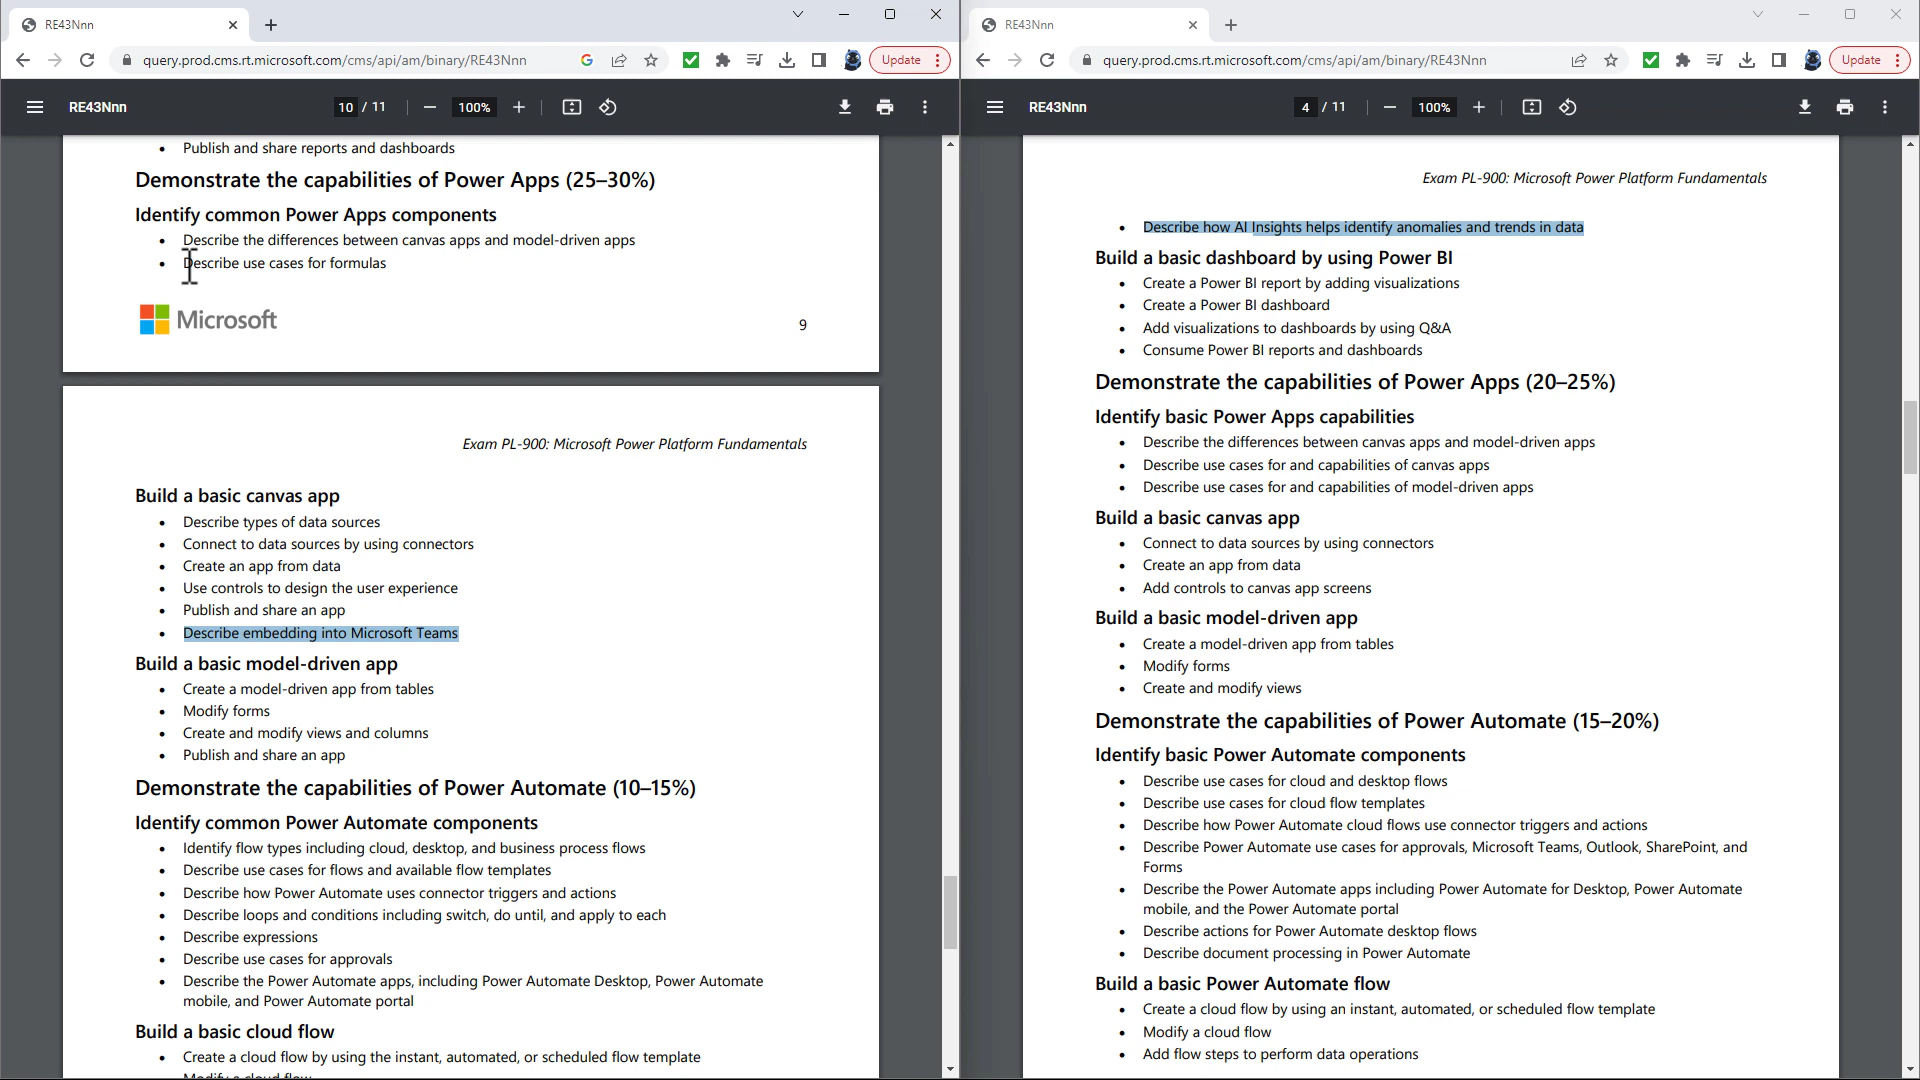 RE43Nnn
query.prod.cms.rt.microsoft.com/cms/api/am/binary/RE43Nnn
Update
RE43Nnn
10 / 11
100%
Publish and share reports and dashboards
Demonstrate the capabilities of Power Apps (25–30%)
Identify common Power Apps components
• Describe the differences between canvas apps and model-driven apps
• Describe use cases for formulas
Microsoft
9
Exam PL-900: Microsoft Power Platform Fundamentals
Build a basic canvas app
• Describe types of data sources
• Connect to data sources by using connectors
• Create an app from data
• Use controls to design the user experience
• Publish and share an app
• Describe embedding into Microsoft Teams
Build a basic model-driven app
• Create a model-driven app from tables
• Modify forms
• Create and modify views and columns
• Publish and share an app
Demonstrate the capabilities of Power Automate (10–15%)
Identify common Power Automate components
• Identify flow types including cloud, desktop, and business process flows
• Describe use cases for flows and available flow templates
• Describe how Power Automate uses connector triggers and actions
• Describe loops and conditions including switch, do until, and apply to each
• Describe expressions
• Describe use cases for approvals
• Describe the Power Automate apps, including Power Automate Desktop, Power Automate
mobile, and Power Automate portal
Build a basic cloud flow
• Create a cloud flow by using the instant, automated, or scheduled flow template
Modify a cloud flow
RE43Nnn
query.prod.cms.rt.microsoft.com/cms/api/am/binary/RE43Nnn
Update
RE43Nnn
4 / 11
100%
Exam PL-900: Microsoft Power Platform Fundamentals
• Describe how AI Insights helps identify anomalies and trends in data
Build a basic dashboard by using Power BI
• Create a Power BI report by adding visualizations
• Create a Power BI dashboard
• Add visualizations to dashboards by using Q&A
• Consume Power BI reports and dashboards
Demonstrate the capabilities of Power Apps (20–25%)
Identify basic Power Apps capabilities
• Describe the differences between canvas apps and model-driven apps
• Describe use cases for and capabilities of canvas apps
• Describe use cases for and capabilities of model-driven apps
Build a basic canvas app
• Connect to data sources by using connectors
• Create an app from data
• Add controls to canvas app screens
Build a basic model-driven app
• Create a model-driven app from tables
• Modify forms
• Create and modify views
Demonstrate the capabilities of Power Automate (15–20%)
Identify basic Power Automate components
• Describe use cases for cloud and desktop flows
• Describe use cases for cloud flow templates
• Describe how Power Automate cloud flows use connector triggers and actions
• Describe Power Automate use cases for approvals, Microsoft Teams, Outlook, SharePoint, and
Forms
• Describe the Power Automate apps including Power Automate for Desktop, Power Automate
mobile, and the Power Automate portal
• Describe actions for Power Automate desktop flows
• Describe document processing in Power Automate
Build a basic Power Automate flow
• Create a cloud flow by using an instant, automated, or scheduled flow template
• Modify a cloud flow
• Add flow steps to perform data operations